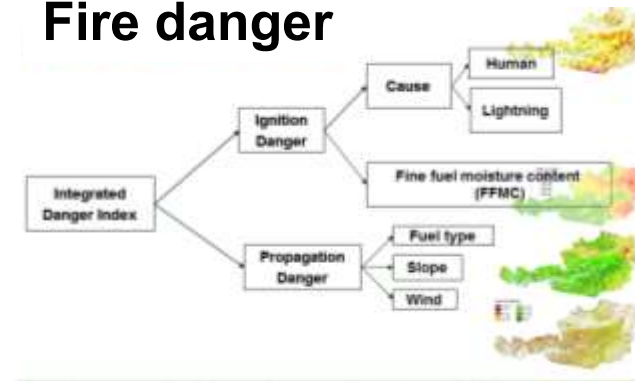 Fire danger
Human
Cause
Lightning
Ignition
Danger
Fine fuel moisture content
(FFMC)
Integrated
Danger Index
Fuel type
Propagation
Danger
Slope
Wind